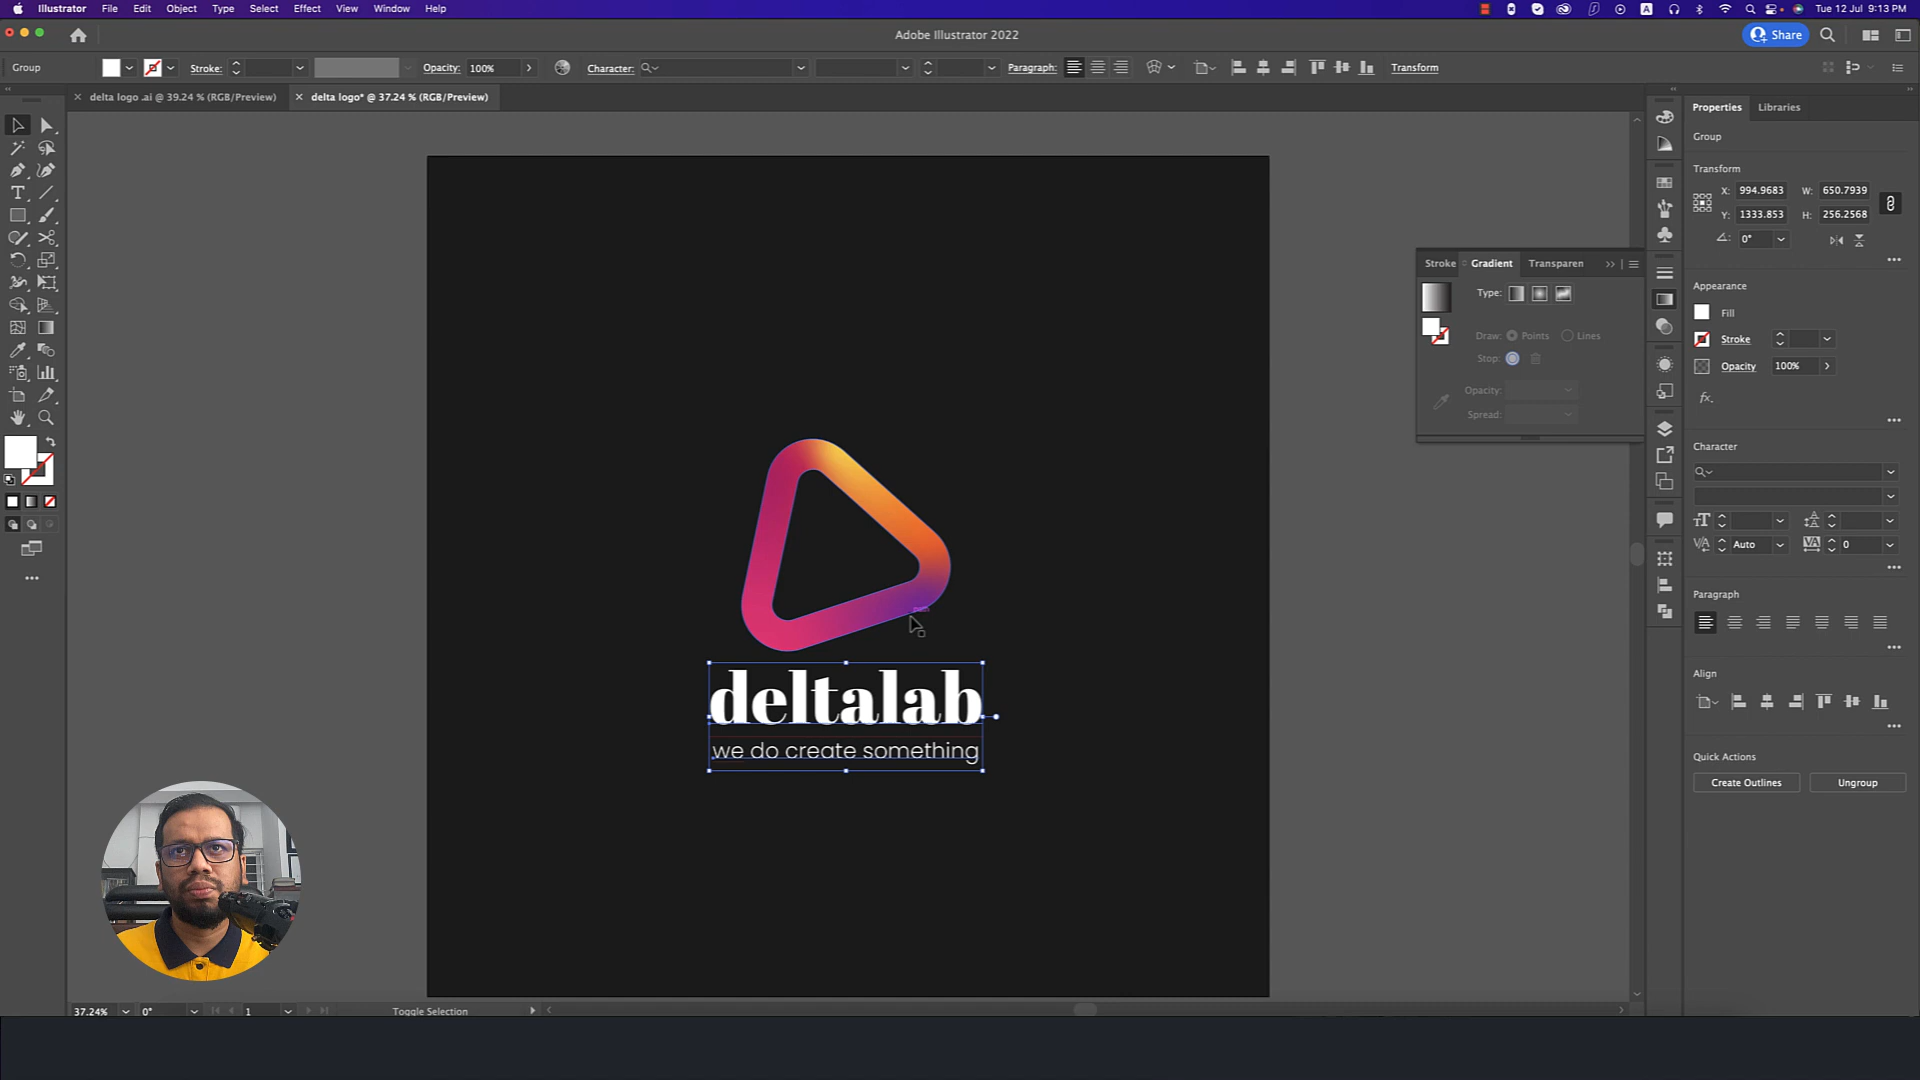 Illustrator File Edit Object Type Select Effect View Window Help
A Tue 12 Jul 9:13 PM
Adobe Illustrator 2022
Share
Group Stroke: Opacity: 100% Character: Paragraph: Transform
delta logo .ai @ 39.24 % (RGB/Preview) delta logo* @ 37.24 % (RGB/Preview)
Properties Libraries
Group
Transform
X: 994.9683 W: 650.7939
Y: 1333.853 H: 256.2568
0°
Appearance
Fill
Stroke
Opacity 100%
fx.
Character
Auto 0
Paragraph
Align
Quick Actions
Create Outlines Ungroup
Stroke Gradient Transparen
Type:
Draw: Points Lines
Stop:
Opacity:
Spread:
deltalab
we do create something
37.24% 0° 1 Toggle Selection